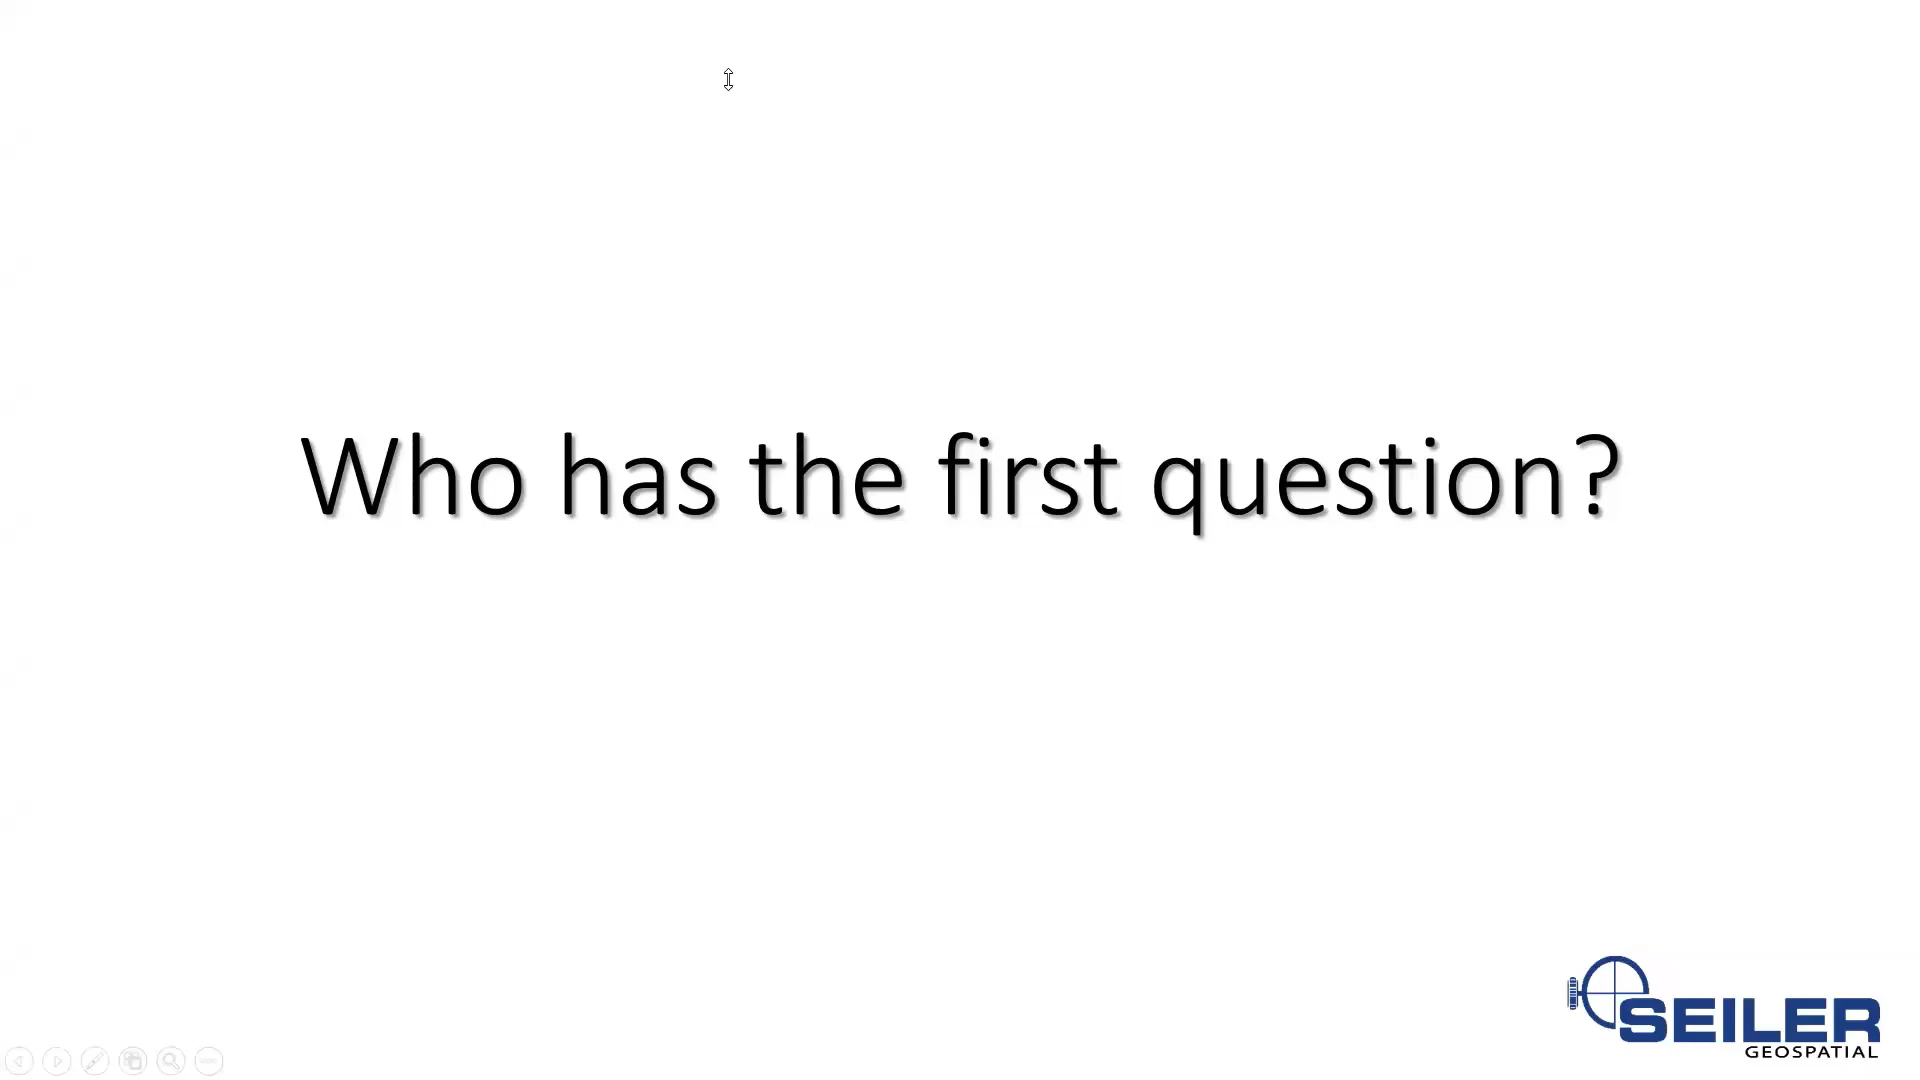 Who has the first question?
SEILER
GEOSPATIAL